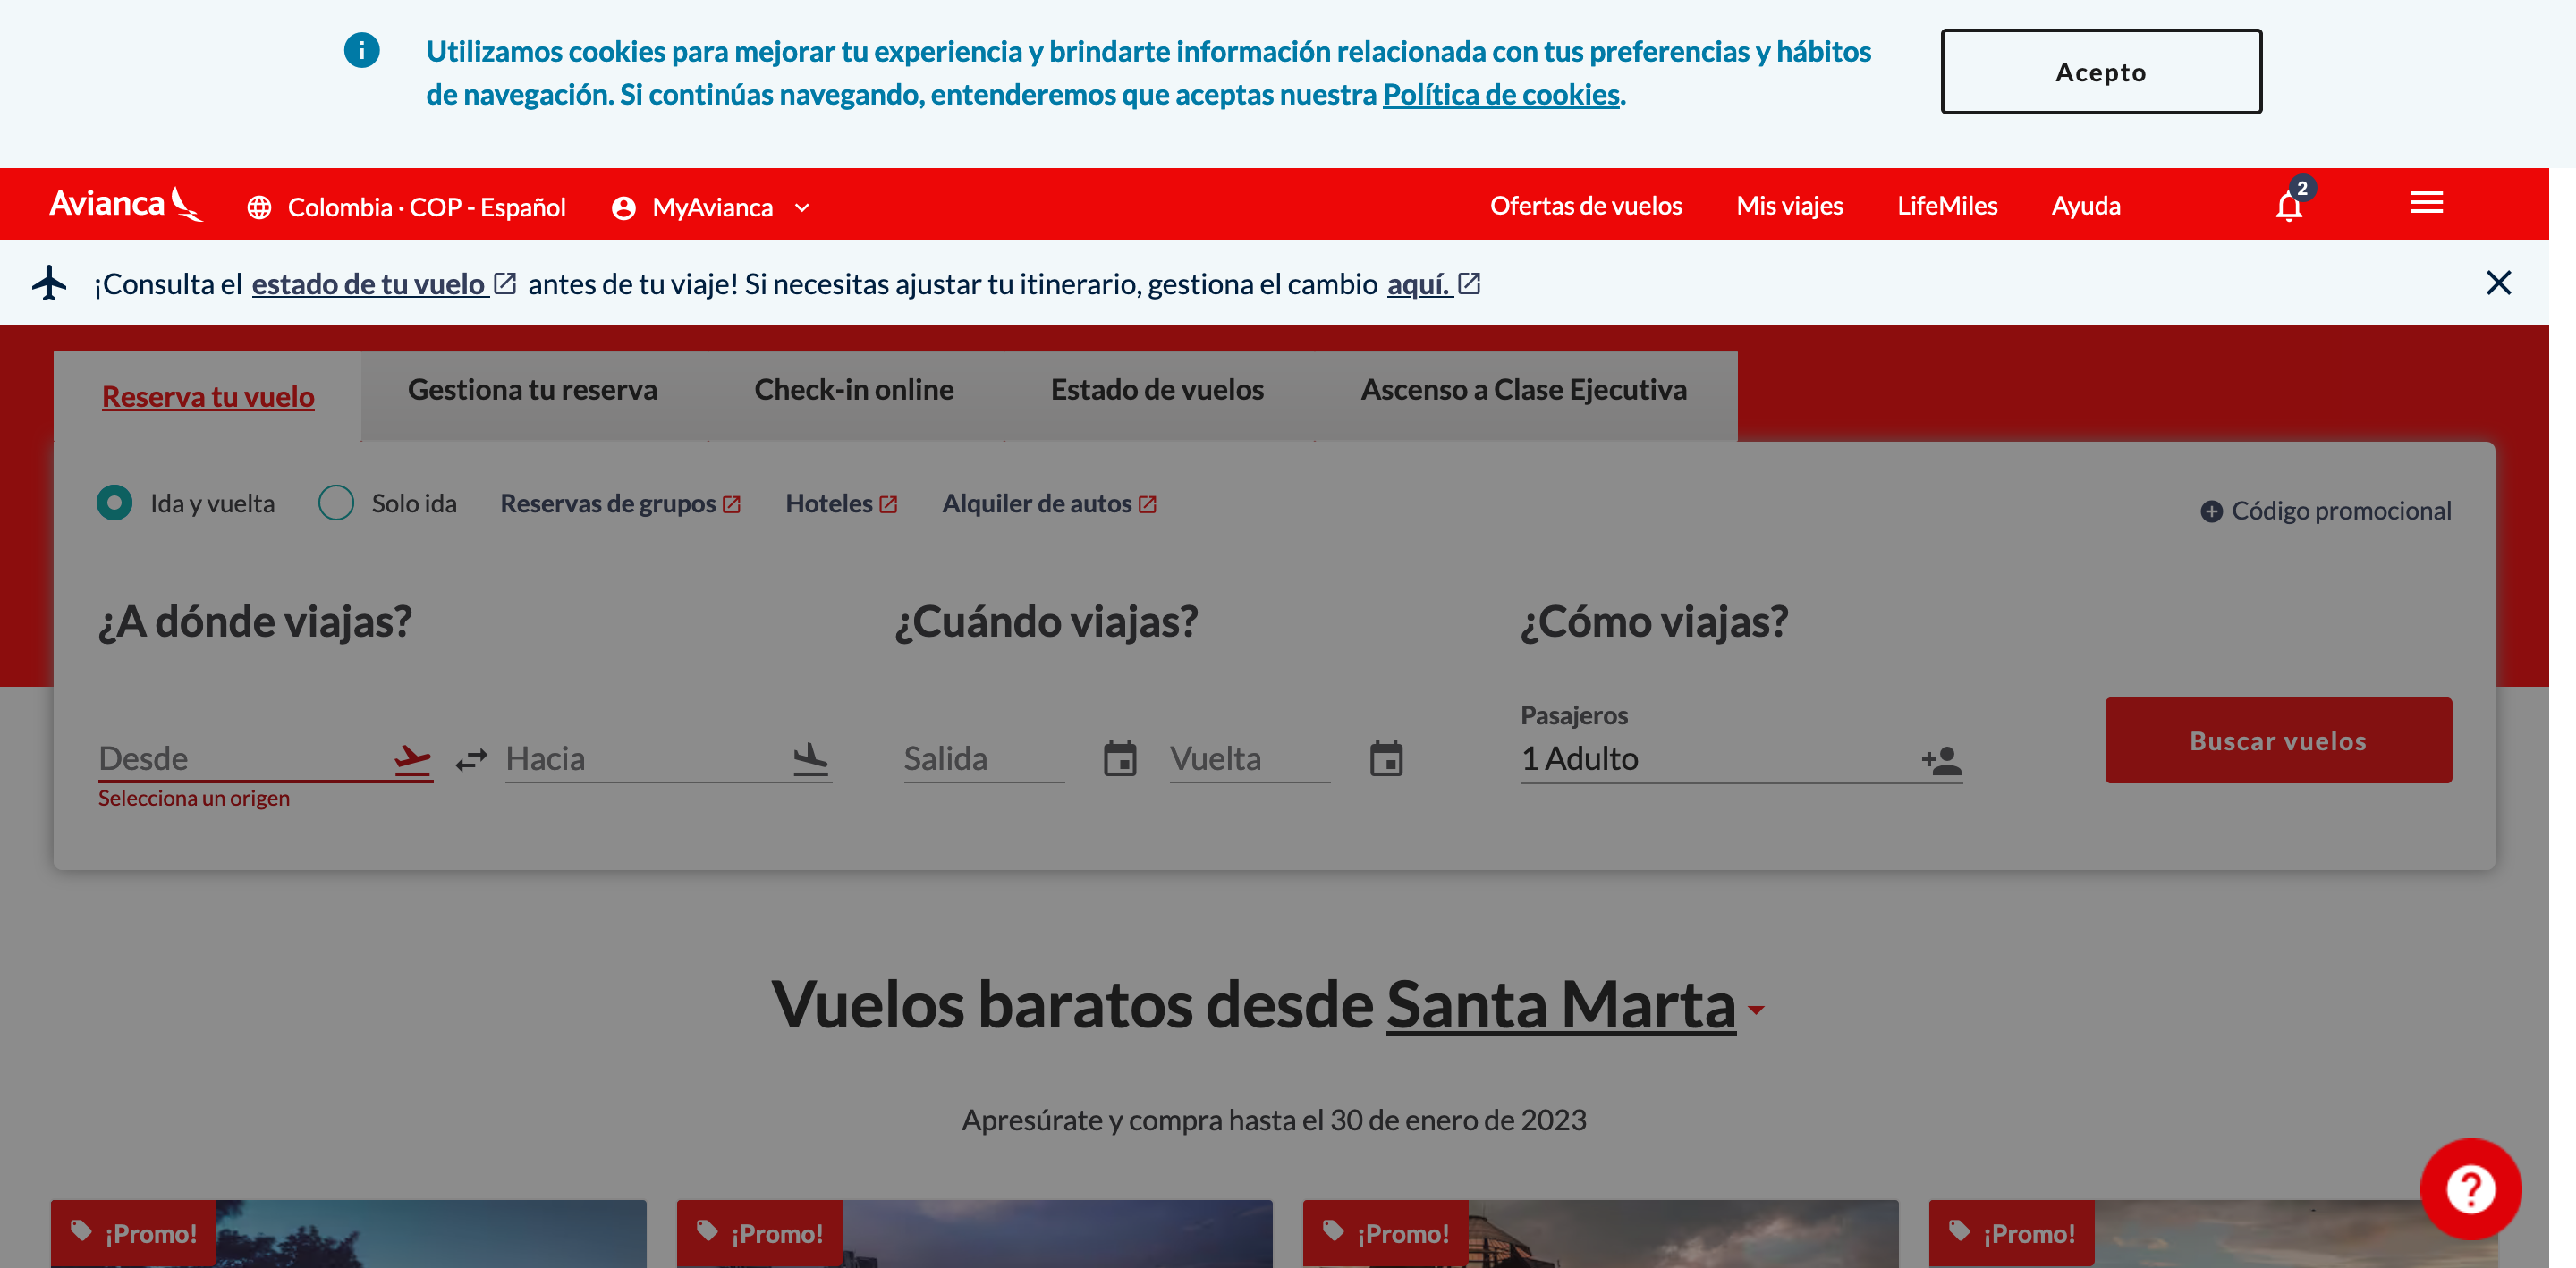 Utilizamos cookies para mejorar tu experiencia y brindarte información relacionada con tus preferencias y hábitos
de navegación. Si continúas navegando, entenderemos que aceptas nuestra Política de cookies.
Acepto
Avianca
Colombia · COP - Español
MyAvianca
Ofertas de vuelos
Mis viajes
LifeMiles
Ayuda
2
¡Consulta el estado de tu vuelo antes de tu viaje! Si necesitas ajustar tu itinerario, gestiona el cambio aquí.
Reserva tu vuelo
Gestiona tu reserva
Check-in online
Estado de vuelos
Ascenso a Clase Ejecutiva
Ida y vuelta
Solo ida
Reservas de grupos
Hoteles
Alquiler de autos
Código promocional
¿A dónde viajas?
¿Cuándo viajas?
¿Cómo viajas?
Pasajeros
Desde
Hacia
Salida
Vuelta
1 Adulto
Buscar vuelos
Selecciona un origen
Vuelos baratos desde Santa Marta
Apresúrate y compra hasta el 30 de enero de 2023
¡Promo!
¡Promo!
¡Promo!
¡Promo!